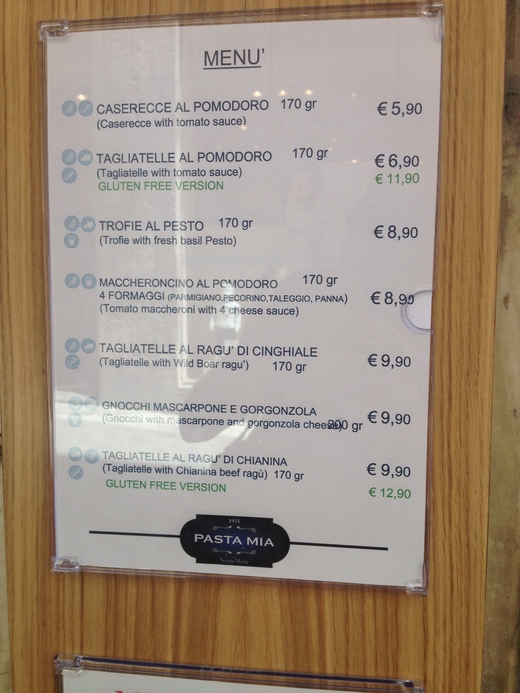 MENU'
CASERECCE AL POMODORO 170 gr € 5,90
(Caserecce with tomato sauce)
TAGLIATELLE AL POMODORO 170 gr € 6,90
(Tagliatelle with tomato sauce) € 11,90
GLUTEN FREE VERSION
TROFIE AL PESTO 170 gr € 8,90
(Trofie with fresh basil Pesto)
MACCHERONCINO AL POMODORO 170 gr
4 FORMAGGI (PARMIGIANO,PECORINO,TALEGGIO, PANNA) € 8,90
(Tomato maccheroni with 4 cheese sauce)
TAGLIATELLE AL RAGU' DI CINGHIALE
(Tagliatelle with Wild Boar ragu') 170 gr € 9,90
GNOCCHI MASCARPONE E GORGONZOLA
(Gnocchi with mascarpone and gorgonzola cheese) 200 gr € 9,90
TAGLIATELLE AL RAGU' DI CHIANINA
(Tagliatelle with Chianina beef ragù) 170 gr € 9,90
GLUTEN FREE VERSION € 12,90
1935
PASTA MIA